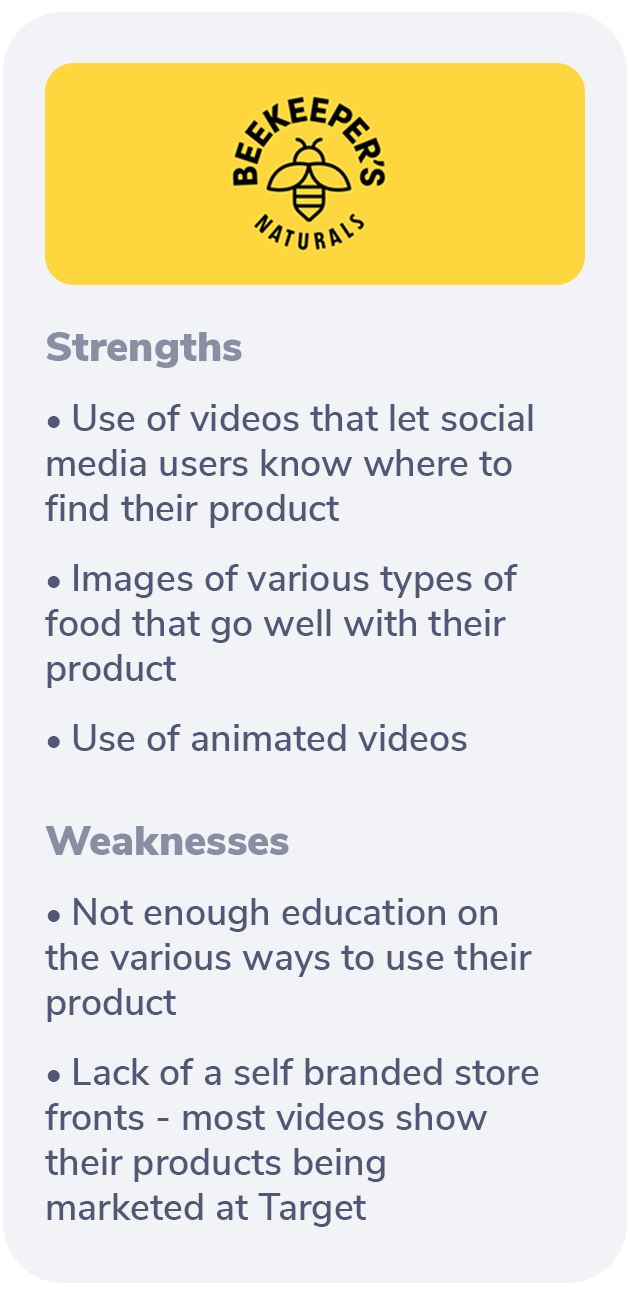 BEEKEEPER'S
NATURALS
Strengths
• Use of videos that let social
media users know where to
find their product
• Images of various types of
food that go well with their
product
• Use of animated videos
Weaknesses
• Not enough education on
the various ways to use their
product
• Lack of a self branded store
fronts - most videos show
their products being
marketed at Target